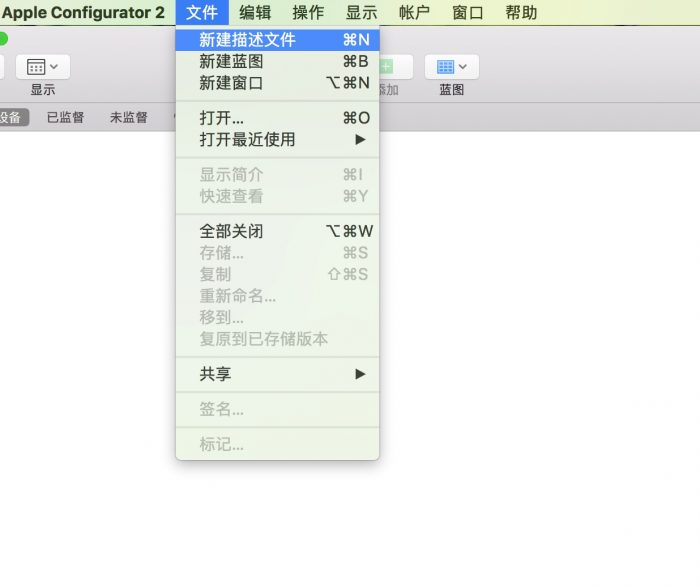 Apple Configurator 2 文件 编辑 操作 显示 帐户 窗口 帮助
新建描述文件 ⌘N
新建蓝图 ⌘B
新建窗口 ⌥⌘N
显示 添加 蓝图
设备 已监督 未监督
打开... ⌘O
打开最近使用 ▶
显示简介 ⌘I
快速查看 ⌘Y
全部关闭 ⌥⌘W
存储... ⌘S
复制 ⇧⌘S
重新命名...
移到...
复原到已存储版本
共享 ▶
签名...
标记...